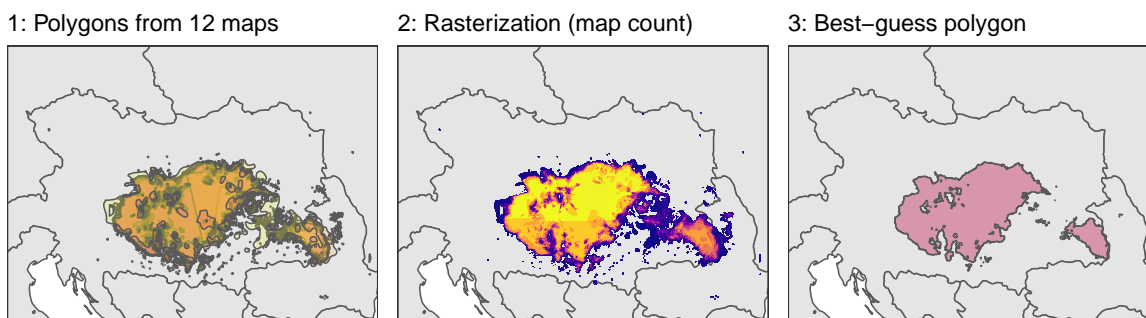 1: Polygons from 12 maps
2: Rasterization (map count)
3: Best−guess polygon